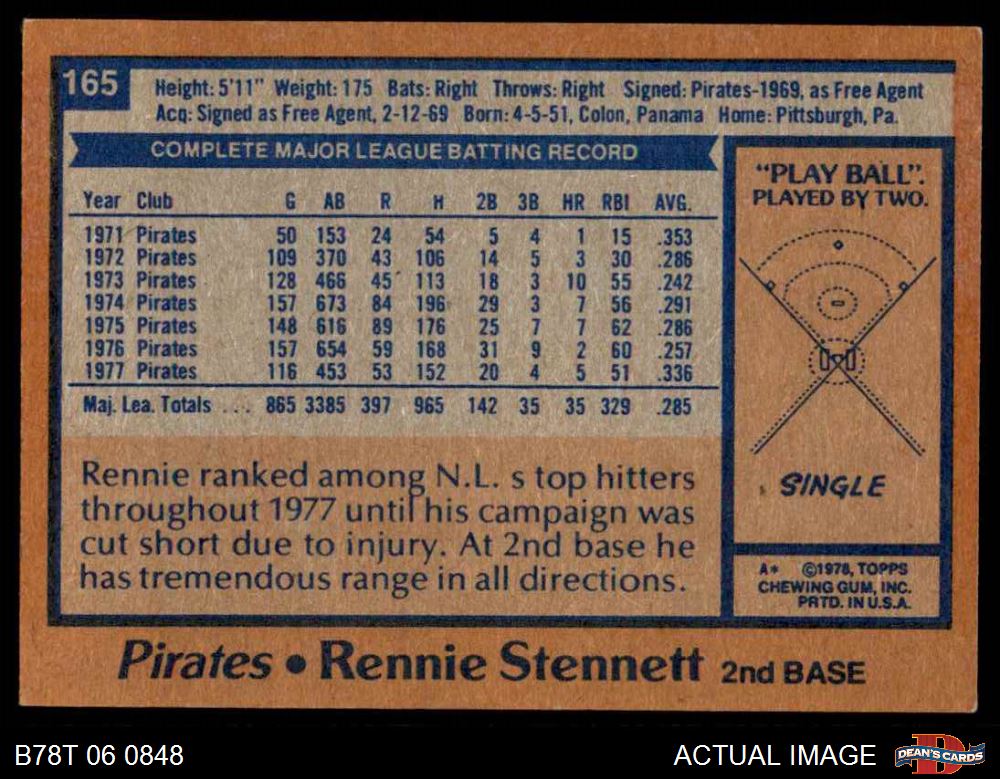 165
Height: 5'11" Weight: 175 Bats: Right Throws: Right Signed: Pirates-1969, as Free Agent
Acq: Signed as Free Agent, 2-12-69 Born: 4-5-51, Colon, Panama Home: Pittsburgh, Pa.
COMPLETE MAJOR LEAGUE BATTING RECORD
Year Club G AB R H 2B 3B HR RBI AVG.
1971 Pirates 50 153 24 54 5 4 1 15 .353
1972 Pirates 109 370 43 106 14 5 3 30 .286
1973 Pirates 128 466 45 113 18 3 10 55 .242
1974 Pirates 157 673 84 196 29 3 7 56 .291
1975 Pirates 148 616 89 176 25 7 7 62 .286
1976 Pirates 157 654 59 168 31 9 2 60 .257
1977 Pirates 116 453 53 152 20 4 5 51 .336
Maj. Lea. Totals ... 865 3385 397 965 142 35 35 329 .285
Rennie ranked among N.L. s top hitters
throughout 1977 until his campaign was
cut short due to injury. At 2nd base he
has tremendous range in all directions.
"PLAY BALL".
PLAYED BY TWO.
SINGLE
A* ©1978, TOPPS
CHEWING GUM, INC.
PRTD. IN U.S.A.
Pirates • Rennie Stennett 2nd BASE
B78T 06 0848
ACTUAL IMAGE
DEAN'S CARDS